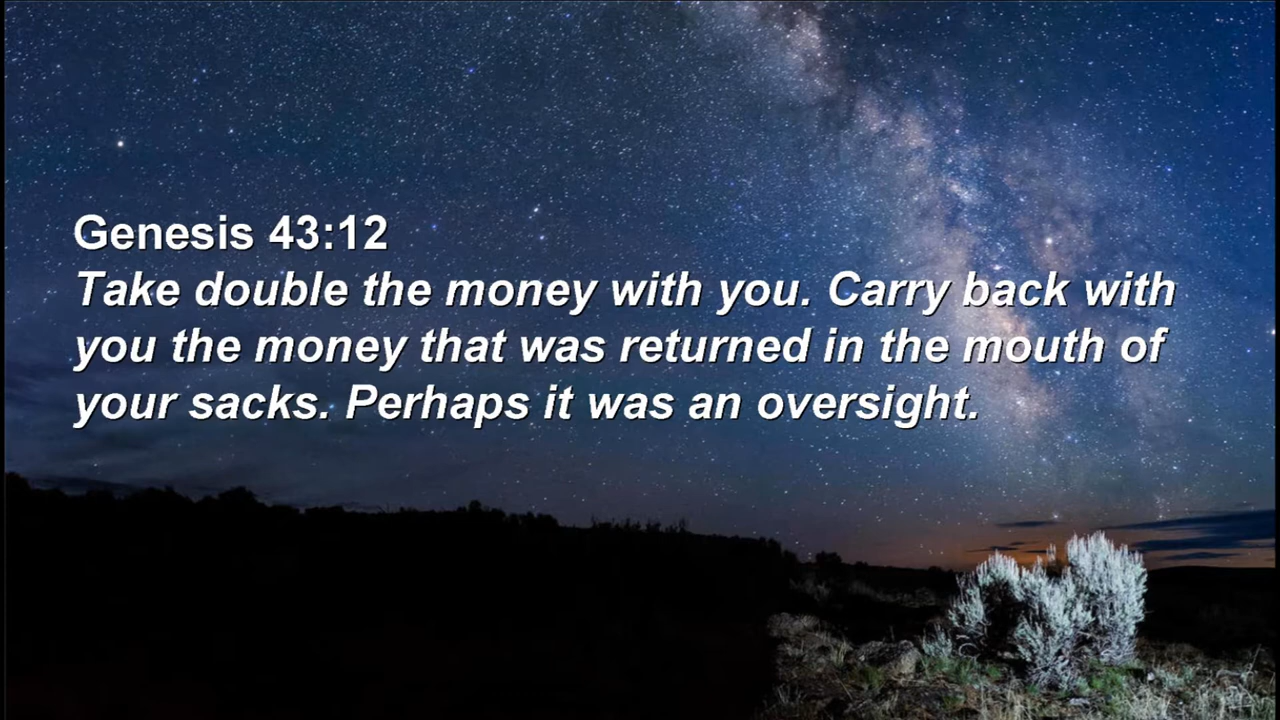 Genesis 43:12
Take double the money with you. Carry back with
you the money that was returned in the mouth of
your sacks. Perhaps it was an oversight.